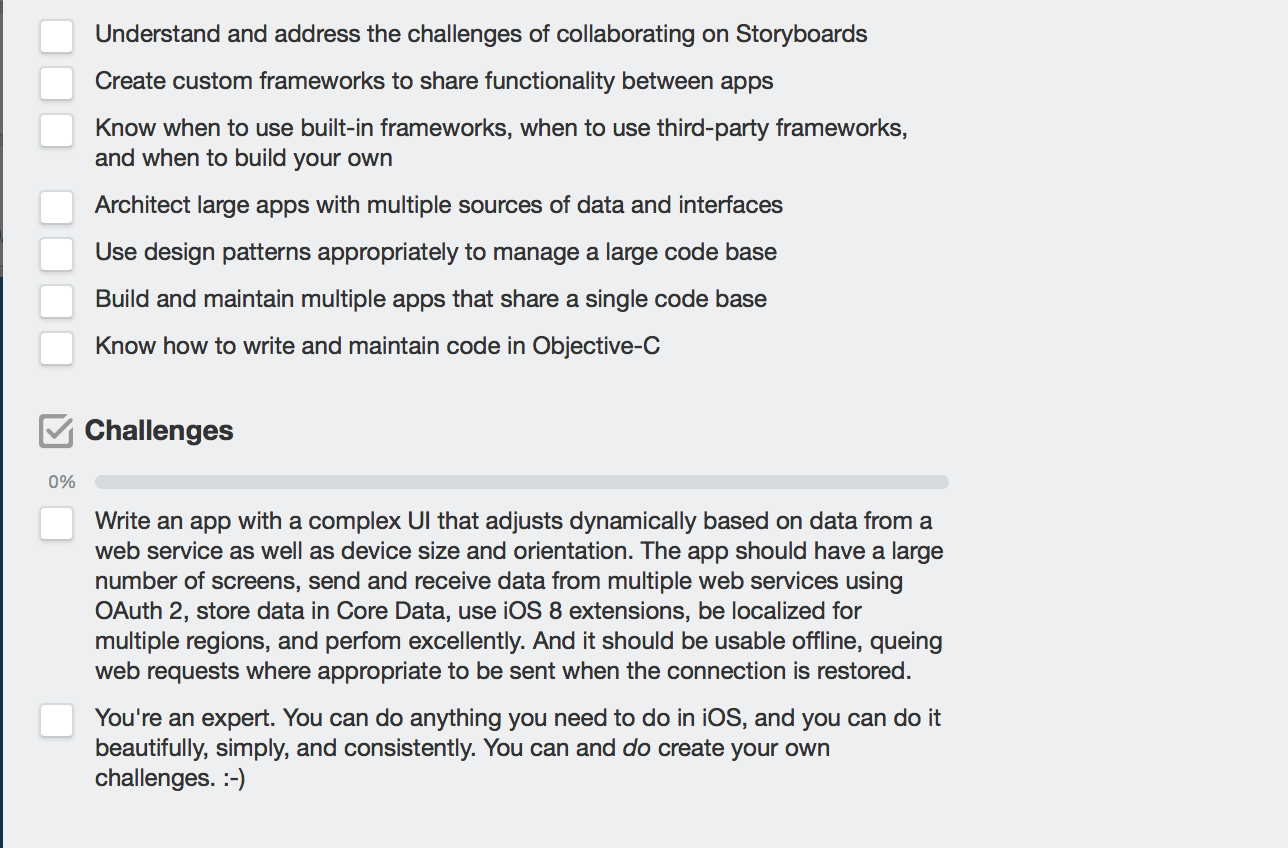 Understand and address the challenges of collaborating on Storyboards
Create custom frameworks to share functionality between apps
Know when to use built-in frameworks, when to use third-party frameworks,
and when to build your own
Architect large apps with multiple sources of data and interfaces
Use design patterns appropriately to manage a large code base
Build and maintain multiple apps that share a single code base
Know how to write and maintain code in Objective-C
Challenges
0%
Write an app with a complex UI that adjusts dynamically based on data from a
web service as well as device size and orientation. The app should have a large
number of screens, send and receive data from multiple web services using
OAuth 2, store data in Core Data, use iOS 8 extensions, be localized for
multiple regions, and perfom excellently. And it should be usable offline, queing
web requests where appropriate to be sent when the connection is restored.
You're an expert. You can do anything you need to do in iOS, and you can do it
beautifully, simply, and consistently. You can and do create your own
challenges. :-)